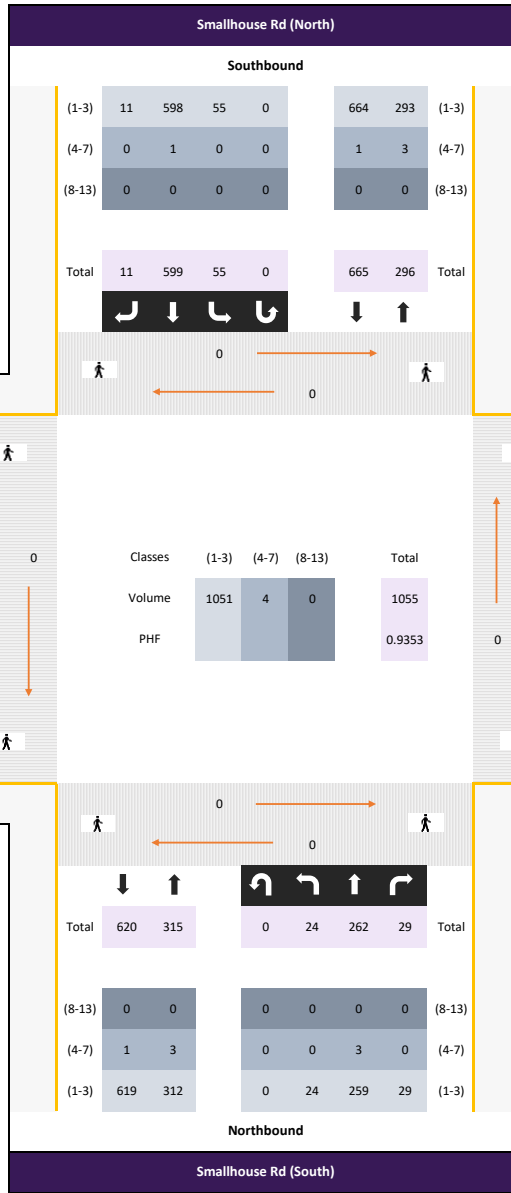 Smallhouse Rd (North)
Southbound
(1-3) 11 598 55 0 664 293 (1-3)
(4-7) 0 1 0 0 1 3 (4-7)
(8-13) 0 0 0 0 0 0 (8-13)
Total 11 599 55 0 665 296 Total
0
0
0 Classes (1-3) (4-7) (8-13) Total
Volume 1051 4 0 1055
PHF 0.9353 0
0
0
Total 620 315 0 24 262 29 Total
(8-13) 0 0 0 0 0 0 (8-13)
(4-7) 1 3 0 0 3 0 (4-7)
(1-3) 619 312 0 24 259 29 (1-3)
Northbound
Smallhouse Rd (South)